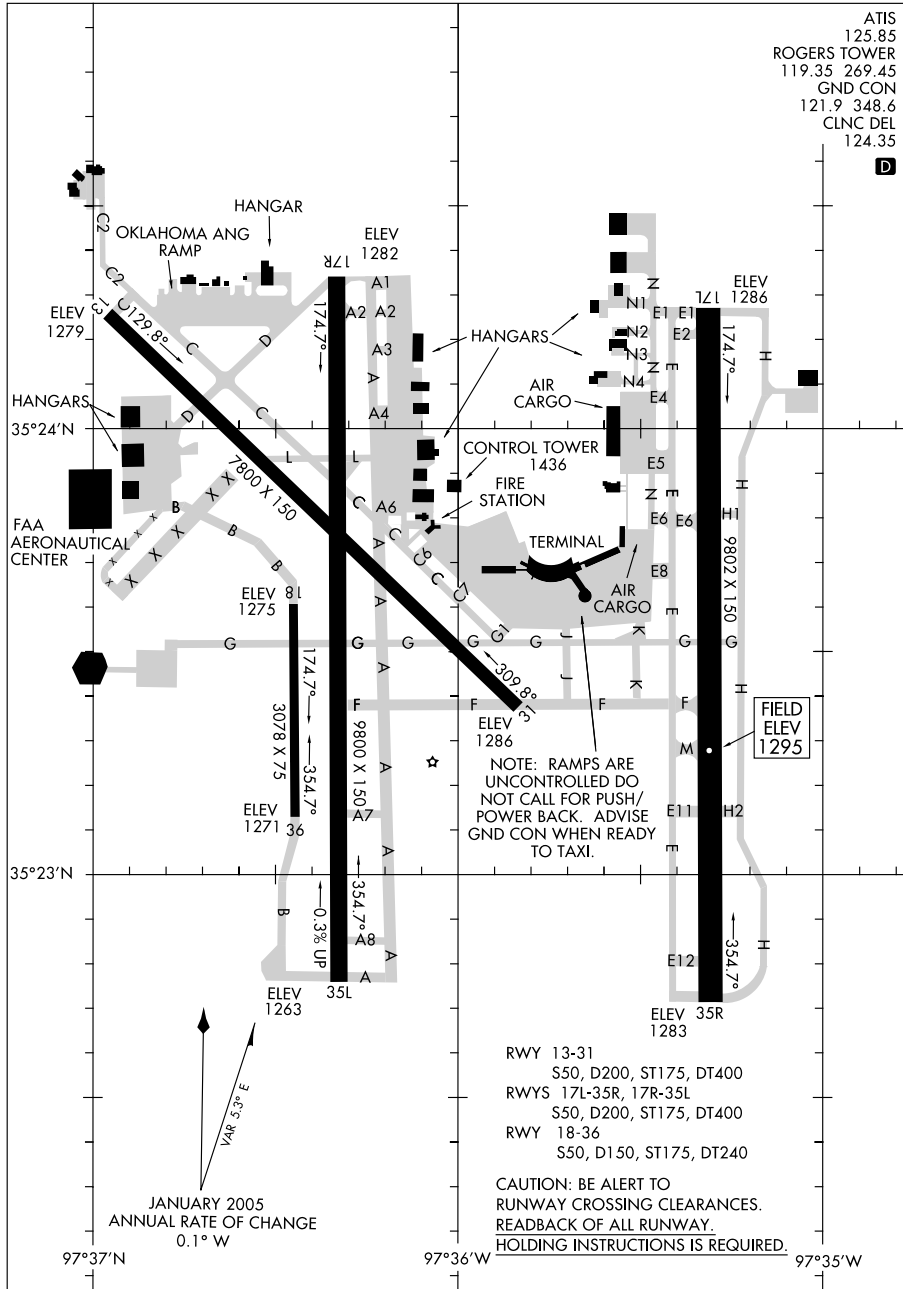 ATIS
125.85
ROGERS TOWER
119.35 269.45
GND CON
121.9 348.6
CLNC DEL
124.35
D
C2
HANGAR
OKLAHOMA ANG
RAMP
ELEV
1282
17R
A1
C2
N
17L
ELEV
1286
ELEV
1279
13
C
129.8°
174.7°
A2
A2
HANGARS
N1
E1
E1
N2
E2
174.7°
C
D
A3
N3
H
A
N
E
N4
HANGARS
D
C
A4
AIR
CARGO
E4
35°24'N
7800 X 150
L
L
CONTROL TOWER
1436
E5
FAA
AERONAUTICAL
CENTER
X
X
X
X
X
X
x
x
x
x
B
B
B
C
A6
FIRE
STATION
N
E
H
E6
E6
H1
C
C6
A
TERMINAL
9802 X 150
ELEV
1275
18
A
C
C7
AIR
CARGO
E8
E
G1
J
K
G
G
G
G
G
G
G
174.7°
A
309.8°
31
J
K
H
F
F
F
F
ELEV
1286
FIELD
ELEV
1295
3078 X 75
354.7°
9800 X 150
A
M
NOTE: RAMPS ARE
UNCONTROLLED DO
NOT CALL FOR PUSH/
POWER BACK. ADVISE
GND CON WHEN READY
TO TAXI.
ELEV
1271
36
A7
E11
H2
A
E
35°23'N
B
0.3% UP
354.7°
A8
A
A
E12
354.7°
H
ELEV
1263
35L
ELEV
1283
35R
VAR 5.3° E
RWY 13-31
S50, D200, ST175, DT400
RWYS 17L-35R, 17R-35L
S50, D200, ST175, DT400
RWY 18-36
S50, D150, ST175, DT240
CAUTION: BE ALERT TO
RUNWAY CROSSING CLEARANCES.
READBACK OF ALL RUNWAY.
HOLDING INSTRUCTIONS IS REQUIRED.
JANUARY 2005
ANNUAL RATE OF CHANGE
0.1° W
97°37'N
97°36'W
97°35'W